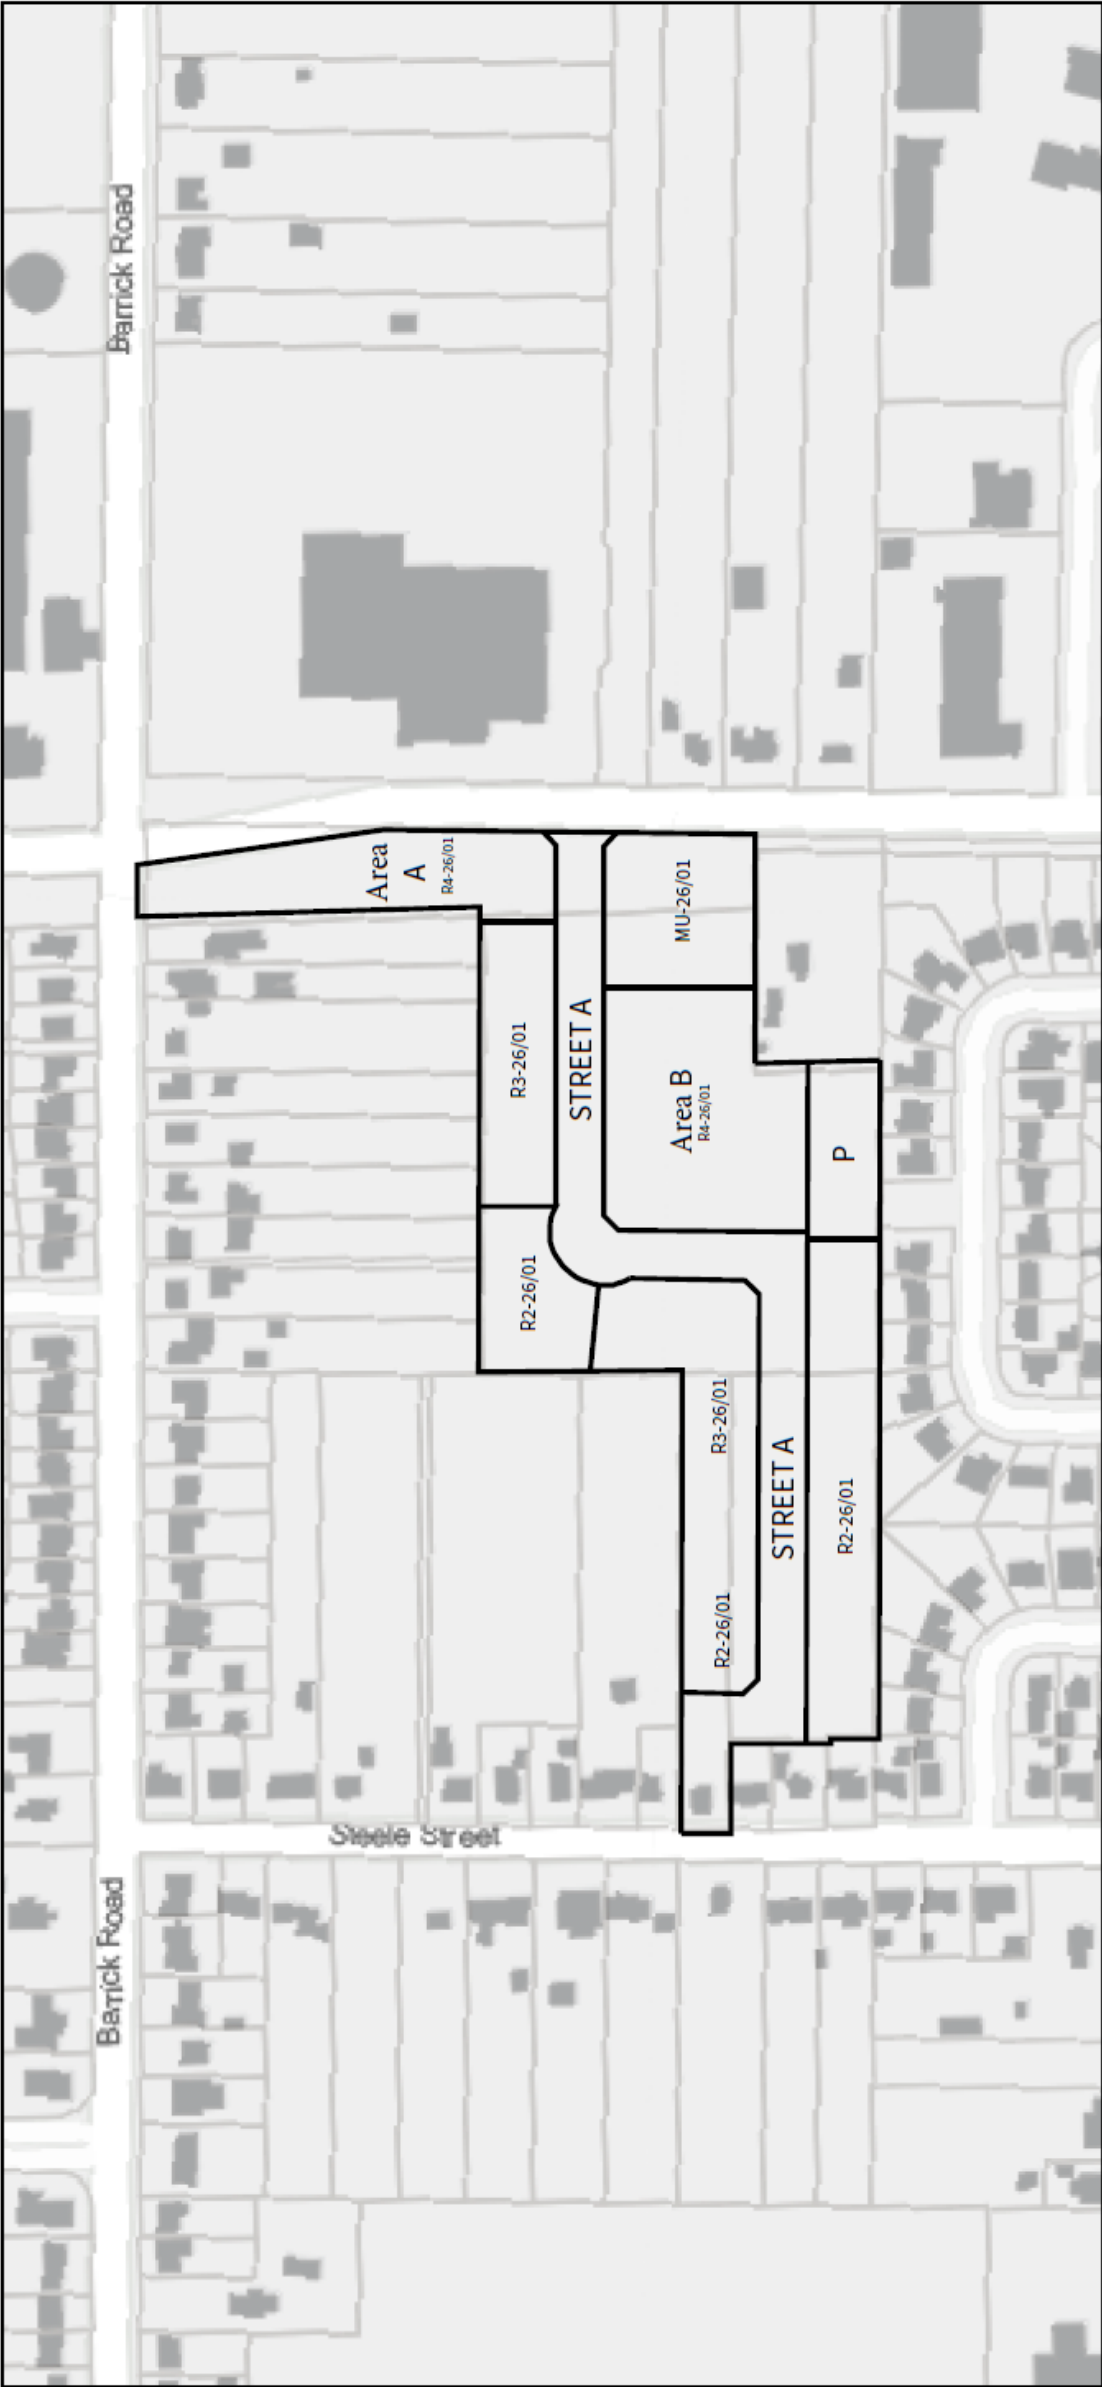 Barrick Road
Area
A
R4-26/01
MU-26/01
R3-26/01
STREET A
Area B
R4-26/01
P
R2-26/01
R3-26/01
STREET A
R2-26/01
R2-26/01
Steele Street
Barrick Road